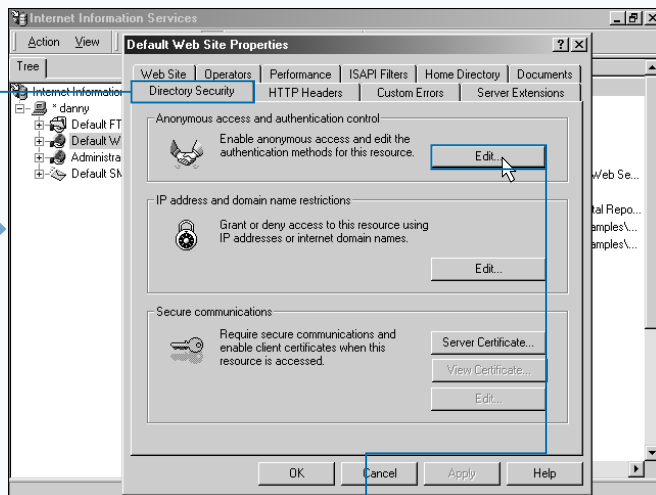 Internet Information Services
Action View
Default Web Site Properties
Tree
Web Site Operators Performance ISAPI Filters Home Directory Documents
Directory Security HTTP Headers Custom Errors Server Extensions
Internet Information
* danny
Default FT
Default W
Administra
Default SM
Anonymous access and authentication control
Enable anonymous access and edit the
authentication methods for this resource.
Edit...
IP address and domain name restrictions
Grant or deny access to this resource using
IP addresses or internet domain names.
Edit...
Secure communications
Require secure communications and
enable client certificates when this
resource is accessed.
Server Certificate...
View Certificate...
Edit...
OK Cancel Apply Help
Web Se...
tal Repo...
amples\...
amples\...